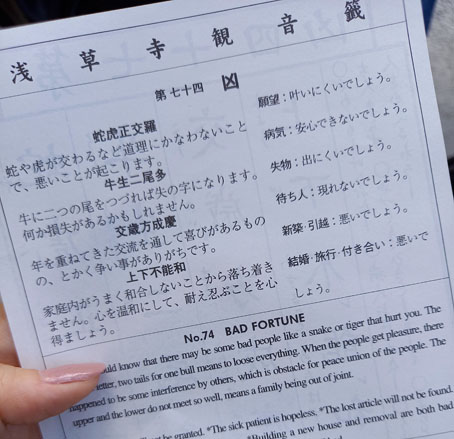 浅草寺観音籤
第七十四 凶
蛇虎正交羅
蛇や虎が交わるなど道理にかなわないこと
で、悪いことが起こります。
牛生二尾多
牛に二つの尾をつづれば失の字になります。
何か損失があるかもしれません。
交歳方成慶
年を重ねてきた交流を通して喜びがあるもの
の、とかく争い事がありがちです。
上下不能和
家庭内がうまく和合しないことから落ち着き
ません。心を温和にして、耐え忍ぶことを心
得ましょう。
願望：叶いにくいでしょう。
病気：安心できないでしょう。
失物：出にくいでしょう。
待ち人：現れないでしょう。
新築・引越：悪いでしょう。
結婚・旅行・付き合い：悪いで
しょう。
No.74 BAD FORTUNE
know that there may be some bad people like a snake or tiger that hurt you. The
letter, two tails for one bull means to loose everything. When the people get pleasure, there
happened to be some interference by others, which is obstacle for peace union of the people. The
upper and the lower do not meet so well, means a family being out of joint.
be granted. *The sick patient is hopeless. *The lost article will not be found.
*Building a new house and removal are both bad